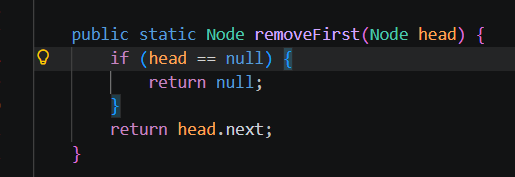 public static Node removeFirst(Node head) {
    if (head == null) {
        return null;
    }
    return head.next;
}